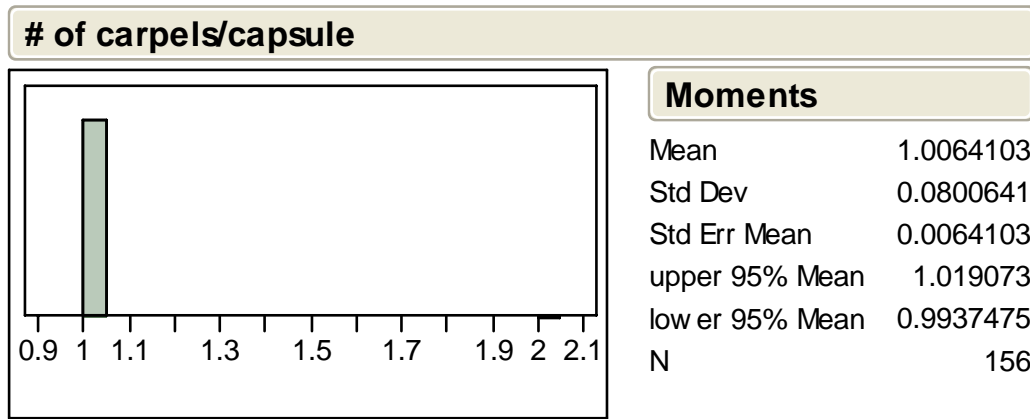 # of carpels/capsule
0.9 1 1.1 1.3 1.5 1.7 1.9 2 2.1
Moments
Mean 1.0064103
Std Dev 0.0800641
Std Err Mean 0.0064103
upper 95% Mean 1.019073
lower 95% Mean 0.9937475
N 156